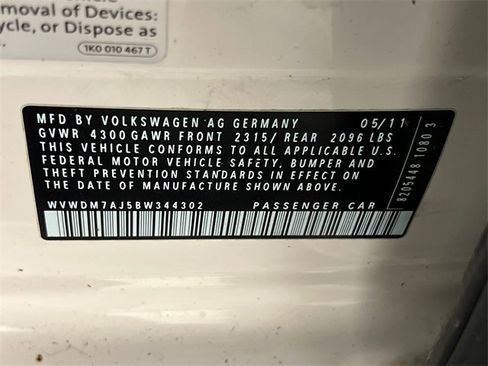 emoval of Devices:
ycle, or Dispose as
1K0 010 467 T
MFD BY VOLKSWAGEN AG GERMANY 05/11
GVWR 4300 GAWR FRONT 2315/ REAR 2096 LBS
THIS VEHICLE CONFORMS TO ALL APPLICABLE U.S.
FEDERAL MOTOR VEHICLE SAFETY, BUMPER AND
THEFT PREVENTION STANDARDS IN EFFECT ON
THE DATE OF MANUFACTURE SHOWN ABOVE.
WVWDM7AJ5BW344302 PASSENGER CAR
8205448 1080 3